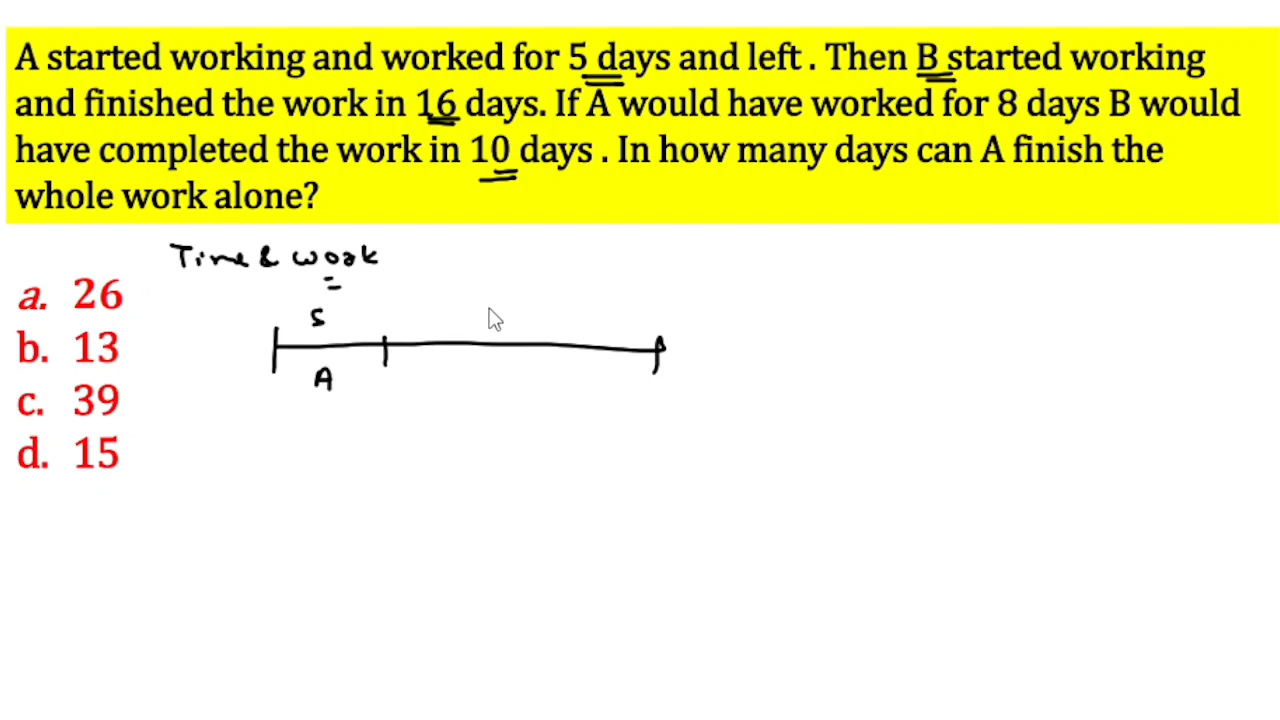 A started working and worked for 5 days and left . Then B started working
and finished the work in 16 days. If A would have worked for 8 days B would
have completed the work in 10 days . In how many days can A finish the
whole work alone?
Time & work
a. 26
5
b. 13
A
c. 39
d. 15